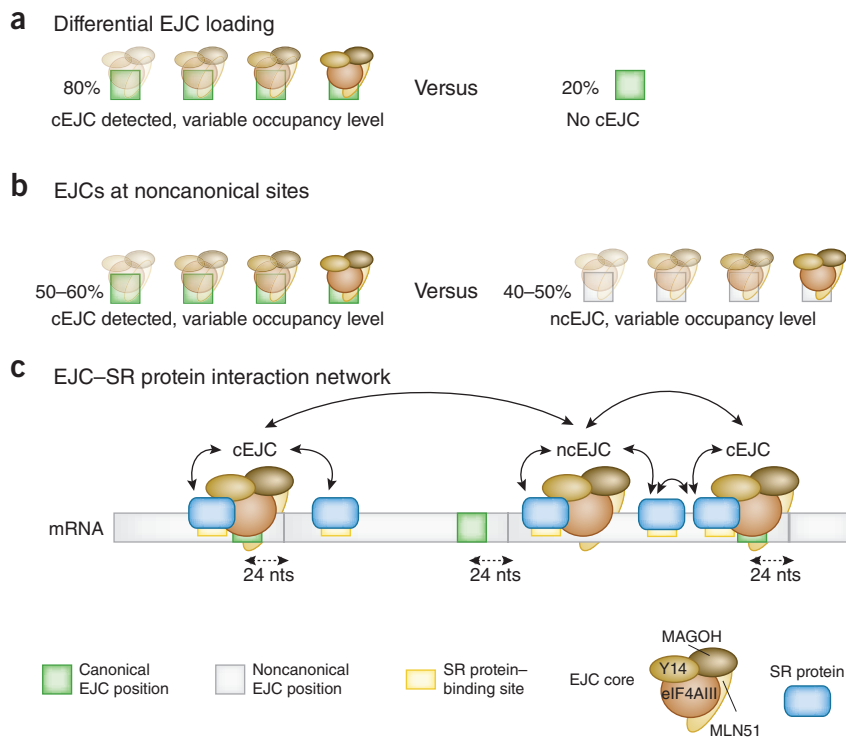 a Differential EJC loading
80% Versus 20%
cEJC detected, variable occupancy level No cEJC
b EJCs at noncanonical sites
50–60% Versus 40–50%
cEJC detected, variable occupancy level ncEJC, variable occupancy level
c EJC–SR protein interaction network
cEJC ncEJC cEJC
mRNA
24 nts 24 nts 24 nts
Canonical
EJC position
Noncanonical
EJC position
SR protein–
binding site
EJC core
MAGOH
Y14
eIF4AIII
MLN51
SR protein